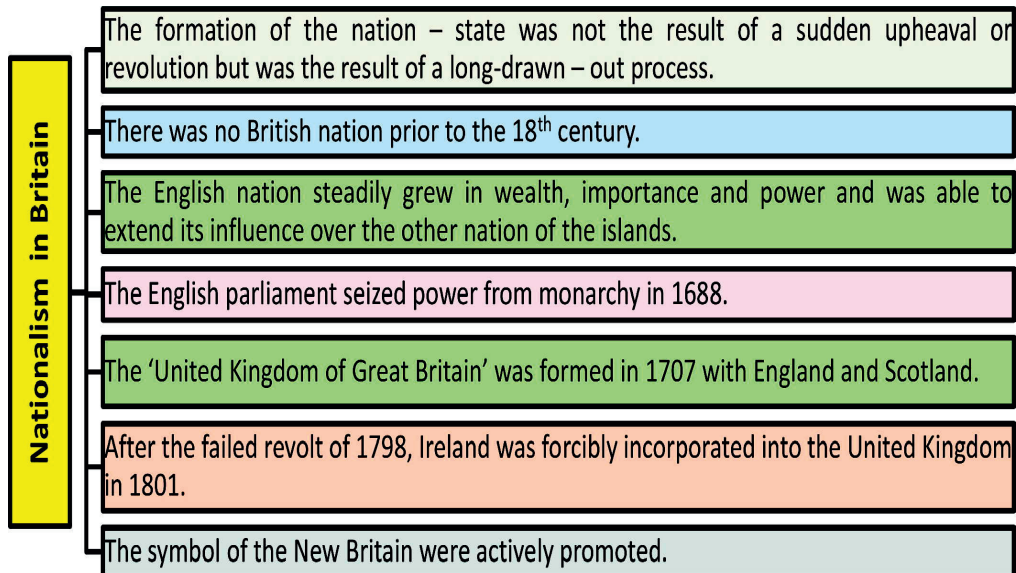 Nationalism in Britain
The formation of the nation – state was not the result of a sudden upheaval or
revolution but was the result of a long-drawn – out process.
There was no British nation prior to the 18th century.
The English nation steadily grew in wealth, importance and power and was able to
extend its influence over the other nation of the islands.
The English parliament seized power from monarchy in 1688.
The ‘United Kingdom of Great Britain’ was formed in 1707 with England and Scotland.
After the failed revolt of 1798, Ireland was forcibly incorporated into the United Kingdom
in 1801.
The symbol of the New Britain were actively promoted.